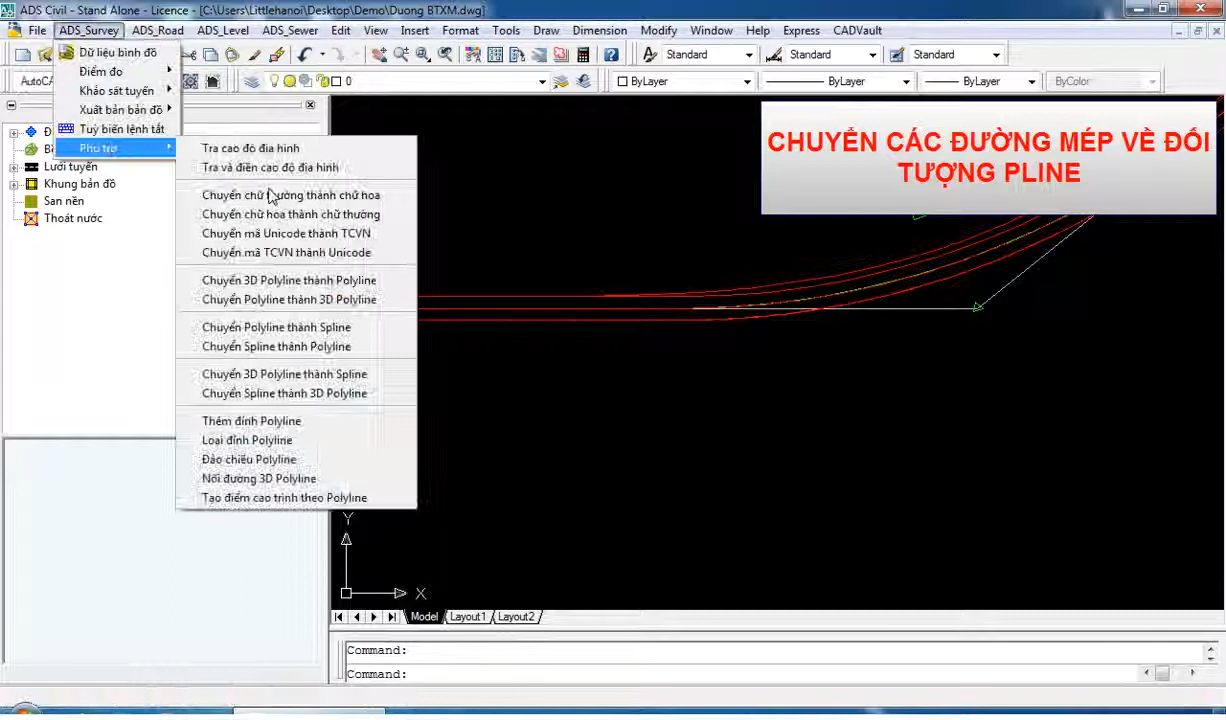 ADS Civil - Stand Alone - Licence - [C:\Users\Littlehanoi\Desktop\Demo\Duong BTXM.dwg]
File ADS_Survey ADS_Road ADS_Level ADS_Sewer Edit View Insert Format Tools Draw Dimension Modify Window Help Express CADVault
Standard Standard Standard
AutoCA 0 ByLayer ByLayer ByLayer ByColor
Dữ liệu bình đồ
Điểm đo
Khảo sát tuyến
Xuất bản bản đồ
Tuỳ biến lệnh tắt
Phụ trợ
Lưới tuyến
Khung bản đồ
San nền
Thoát nước
Tra cao độ địa hình
Tra và điền cao độ địa hình
Chuyển chữ thường thành chữ hoa
Chuyển chữ hoa thành chữ thường
Chuyển mã Unicode thành TCVN
Chuyển mã TCVN thành Unicode
Chuyển 3D Polyline thành Polyline
Chuyển Polyline thành 3D Polyline
Chuyển Polyline thành Spline
Chuyển Spline thành Polyline
Chuyển 3D Polyline thành Spline
Chuyển Spline thành 3D Polyline
Thêm đỉnh Polyline
Loại đỉnh Polyline
Đảo chiều Polyline
Nối đường 3D Polyline
Tạo điểm cao trình theo Polyline
CHUYỂN CÁC ĐƯỜNG MÉP VỀ ĐỐI
TƯỢNG PLINE
Y
X
Model Layout1 Layout2
Command:
Command: